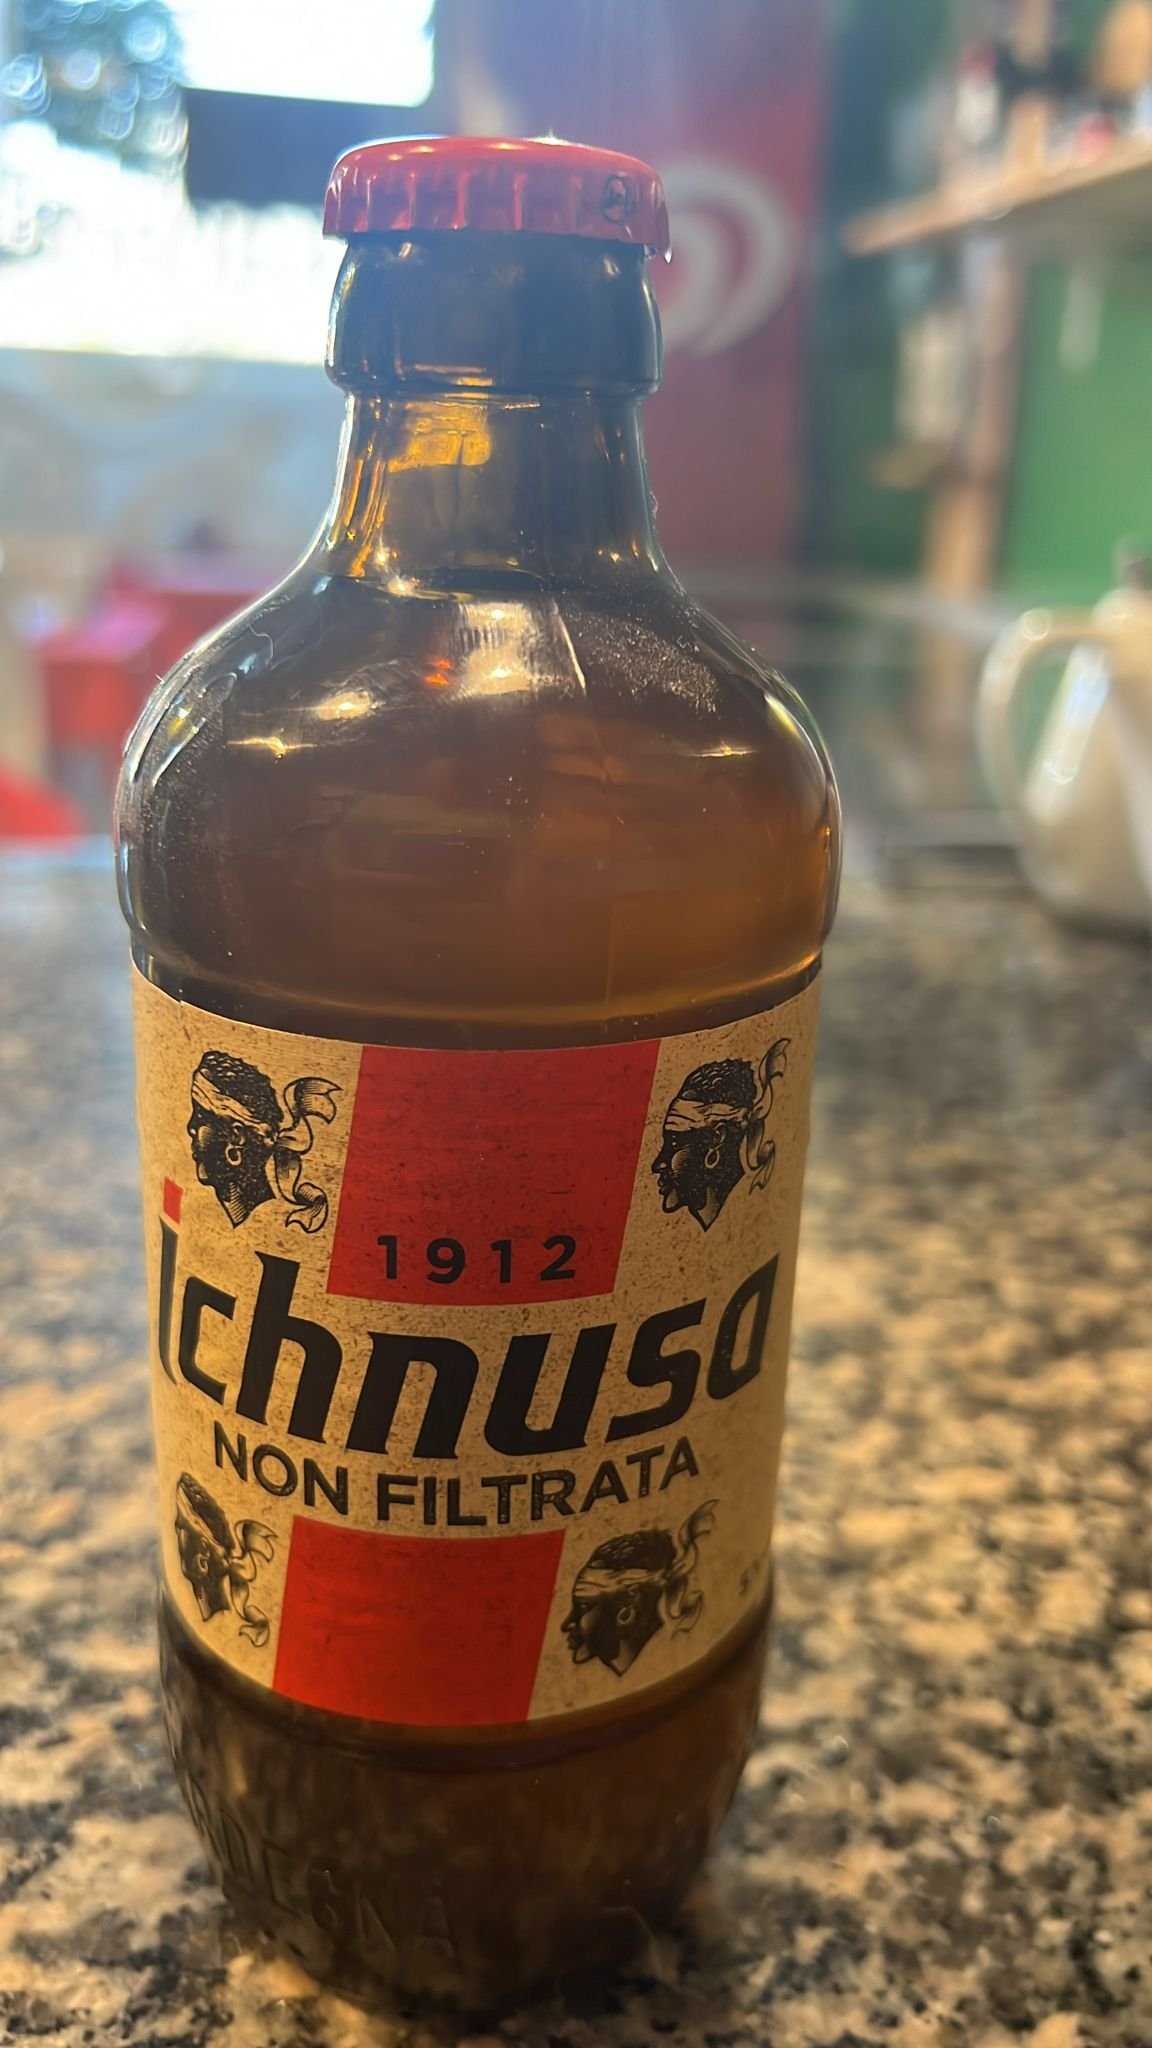 1912
ichnusa
NON FILTRATA